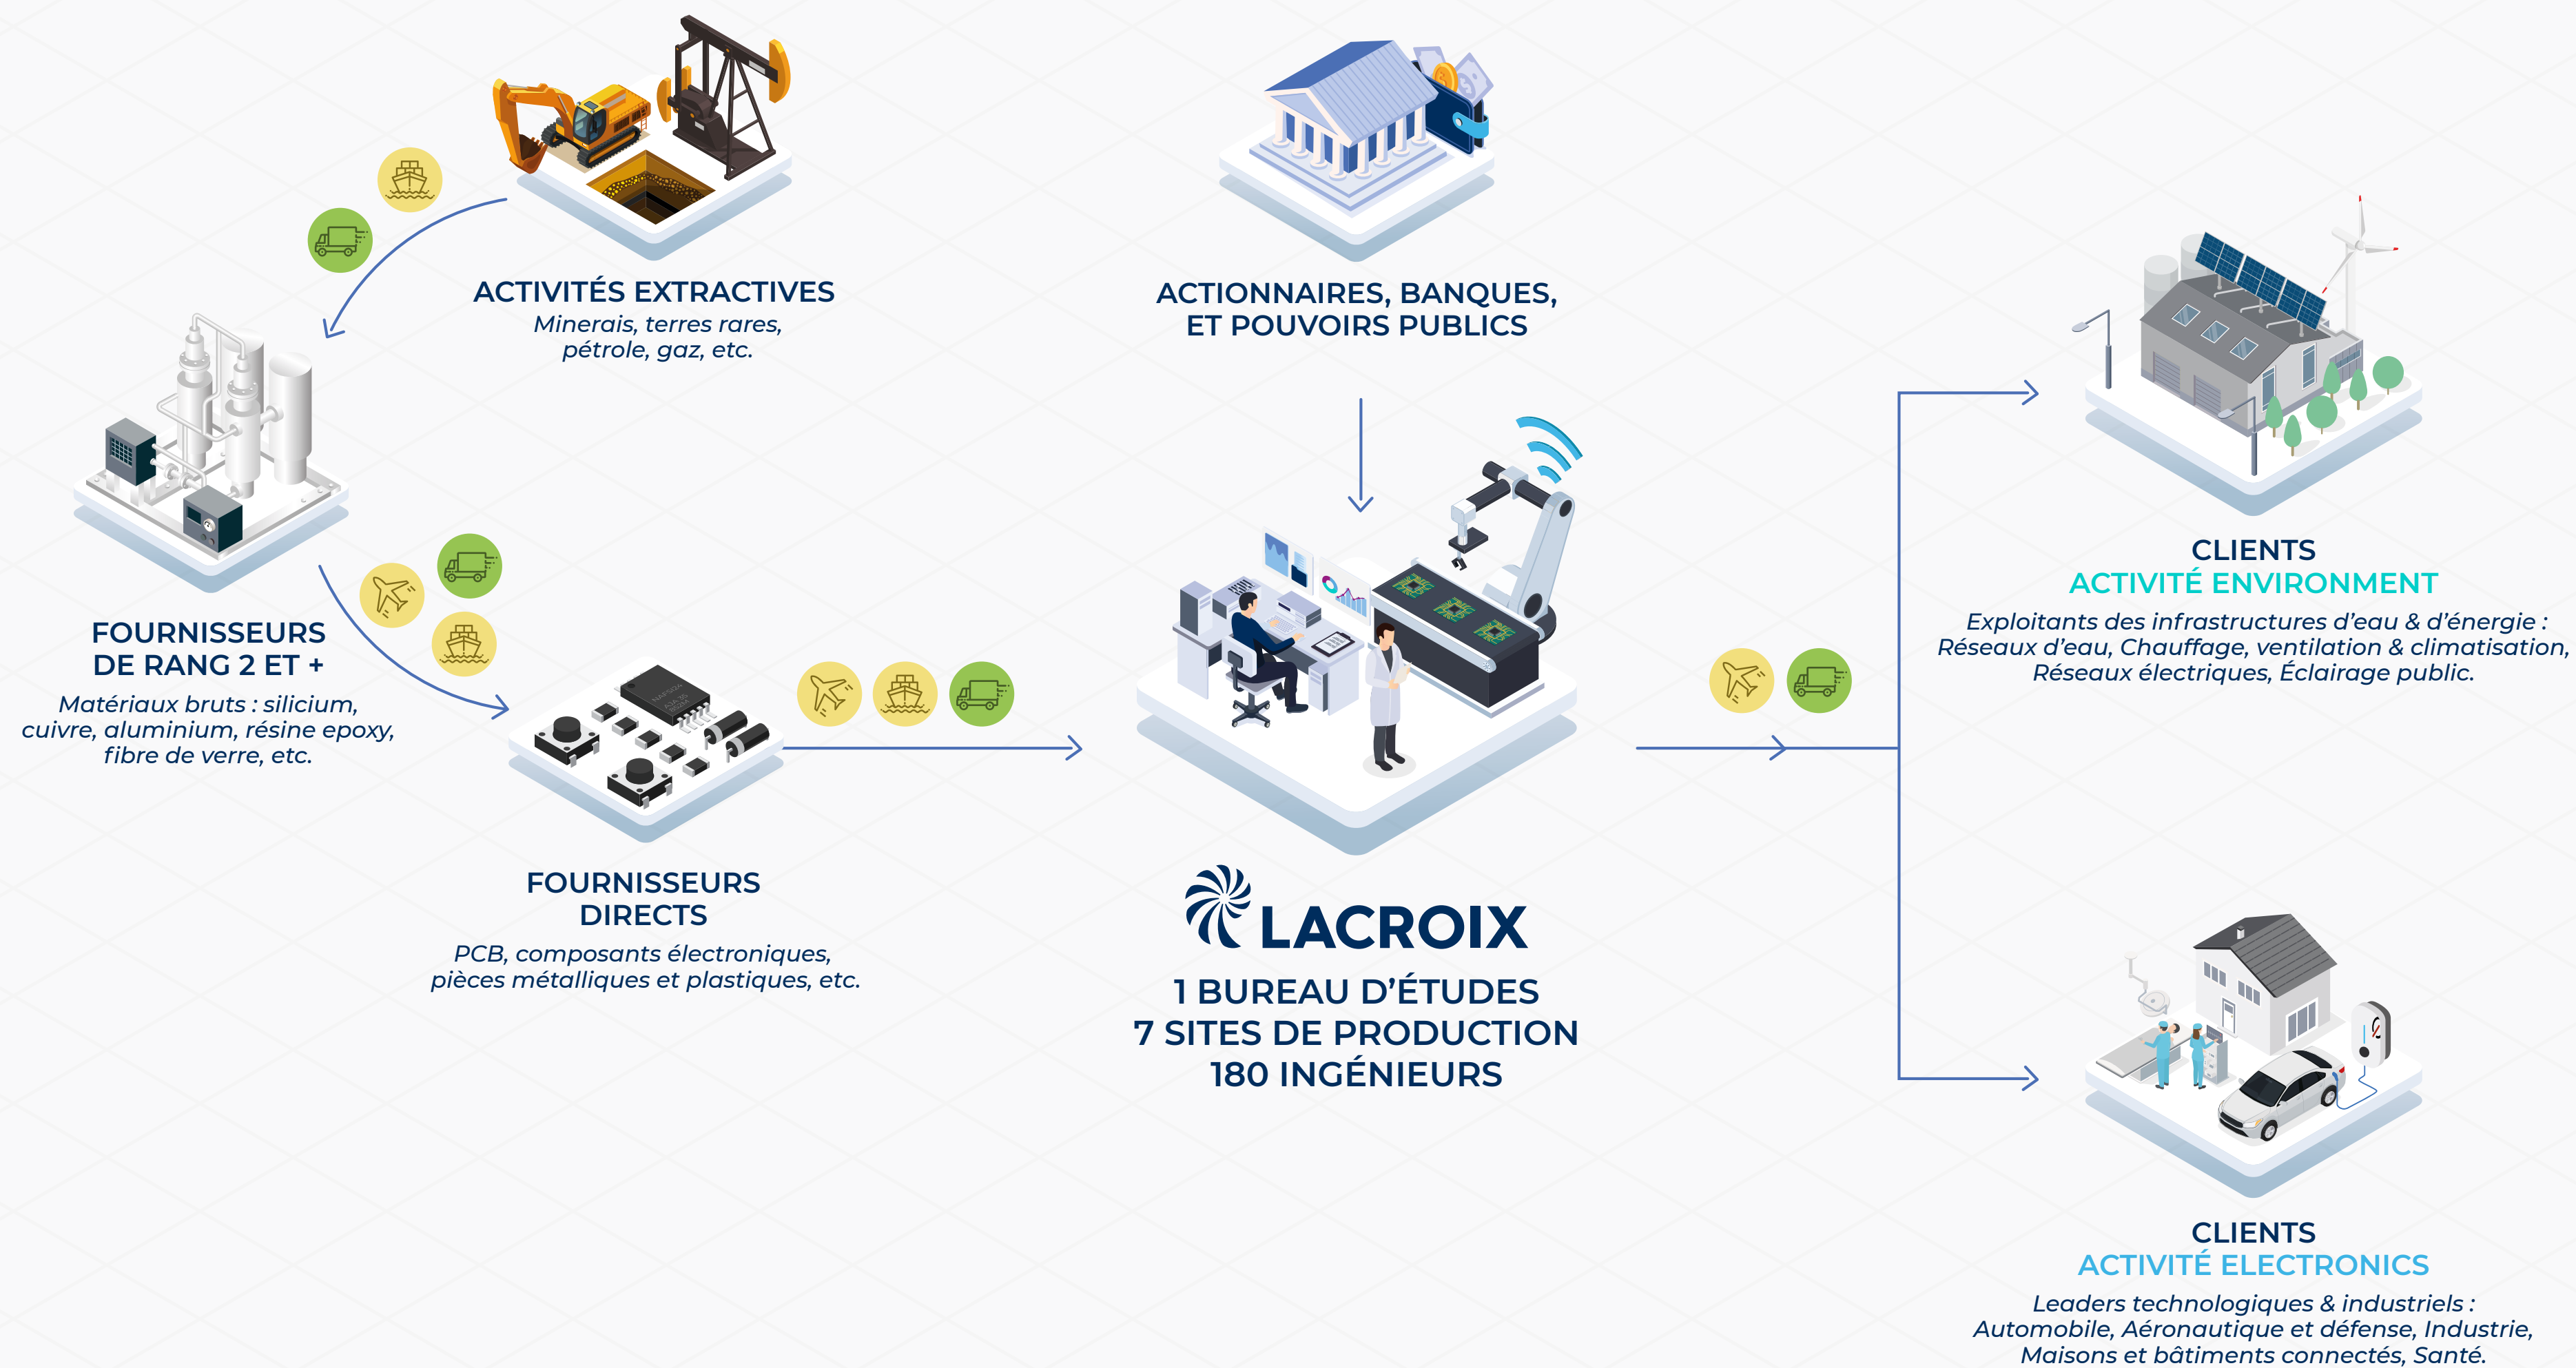 ACTIVITÉS EXTRACTIVES
Minerais, terres rares,
pétrole, gaz, etc.
ACTIONNAIRES, BANQUES,
ET POUVOIRS PUBLICS
FOURNISSEURS
DE RANG 2 ET +
Matériaux bruts : silicium,
cuivre, aluminium, résine epoxy,
fibre de verre, etc.
FOURNISSEURS
DIRECTS
PCB, composants électroniques,
pièces métalliques et plastiques, etc.
LACROIX
1 BUREAU D’ÉTUDES
7 SITES DE PRODUCTION
180 INGÉNIEURS
CLIENTS
ACTIVITÉ ENVIRONMENT
Exploitants des infrastructures d’eau & d’énergie :
Réseaux d’eau, Chauffage, ventilation & climatisation,
Réseaux électriques, Éclairage public.
CLIENTS
ACTIVITÉ ELECTRONICS
Leaders technologiques & industriels :
Automobile, Aéronautique et défense, Industrie,
Maisons et bâtiments connectés, Santé.